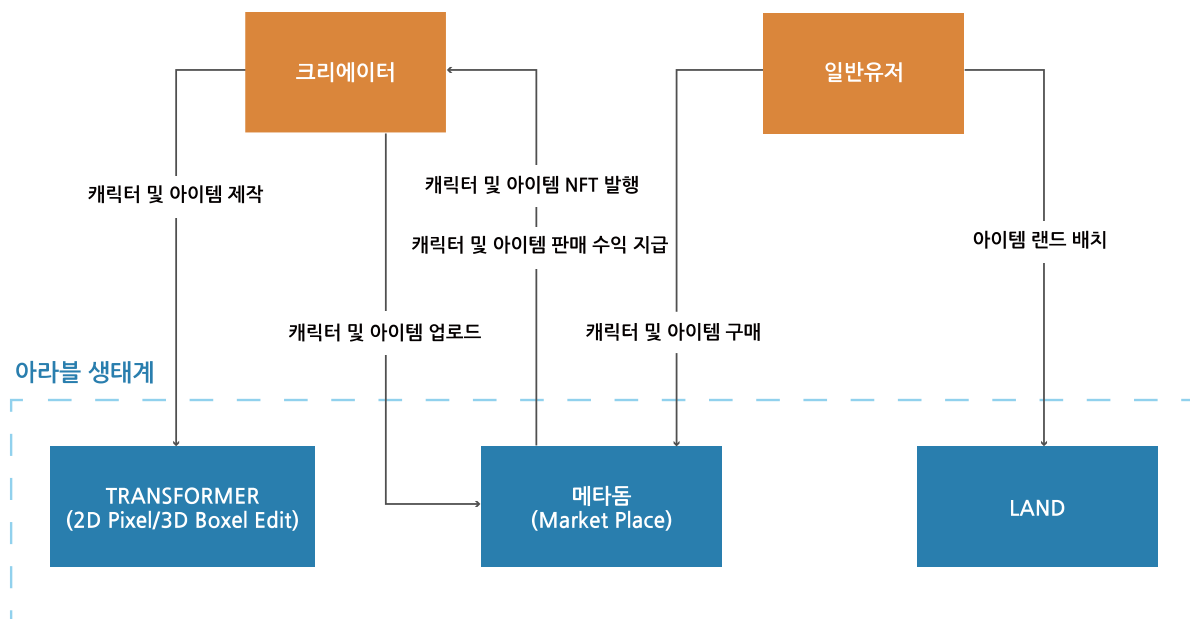 크리에이터
일반유저
캐릭터 및 아이템 제작
캐릭터 및 아이템 NFT 발행
캐릭터 및 아이템 판매 수익 지급
아이템 랜드 배치
캐릭터 및 아이템 업로드
캐릭터 및 아이템 구매
아라블 생태계
TRANSFORMER
(2D Pixel/3D Boxel Edit)
메타돔
(Market Place)
LAND